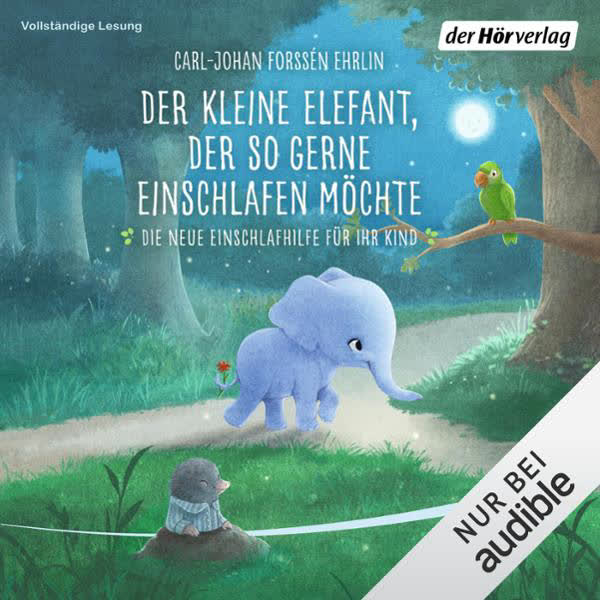 Vollständige Lesung
der Hörverlag
CARL-JOHAN FORSSÉN EHRLIN
DER KLEINE ELEFANT,
DER SO GERNE
EINSCHLAFEN MÖCHTE
DIE NEUE EINSCHLAFHILFE FÜR IHR KIND
NUR BEI
audible